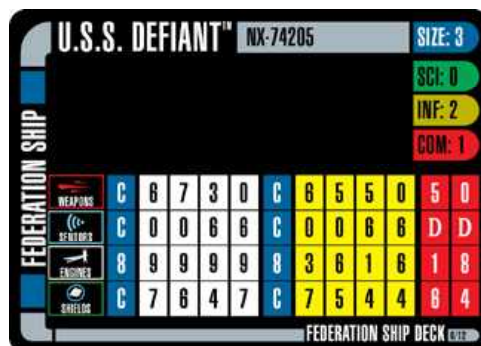 U.S.S. DEFIANT™ NX-74205 SIZE: 3
SCI: 0
INF: 2
COM: 1
FEDERATION SHIP
WEAPONS C 6 7 3 0 C 6 5 5 0 5 0
SENSORS C 0 0 6 6 C 0 0 6 6 D D
ENGINES 8 9 9 9 9 8 3 6 1 6 1 8
SHIELDS C 7 6 4 7 C 7 5 4 4 6 4
FEDERATION SHIP DECK